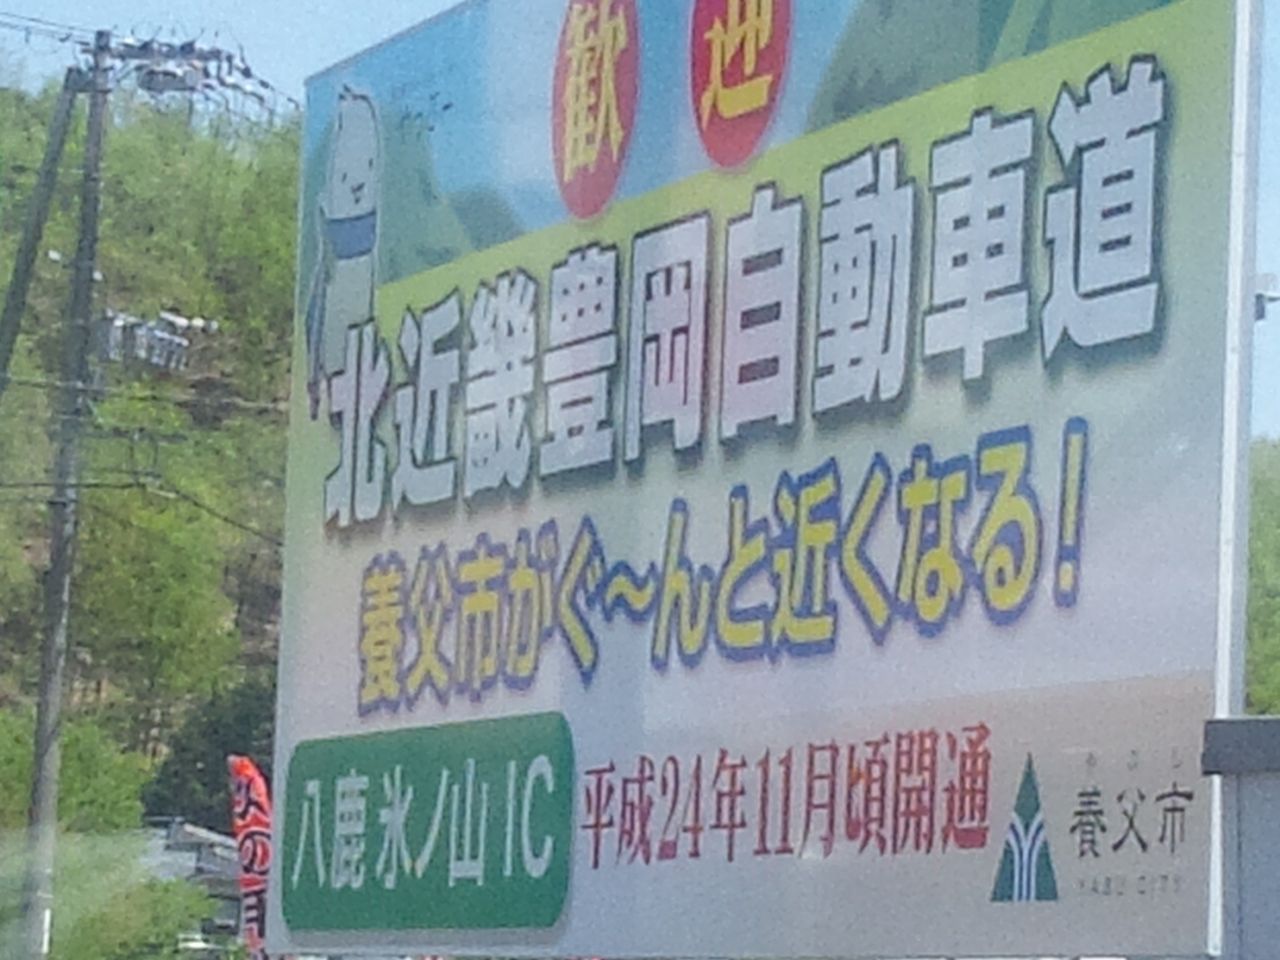 歓迎
北近畿豊岡自動車道
養父市がぐ～んと近くなる!
八鹿氷ノ山IC
平成24年11月頃開通
やぶし
養父市
YABU CITY
の